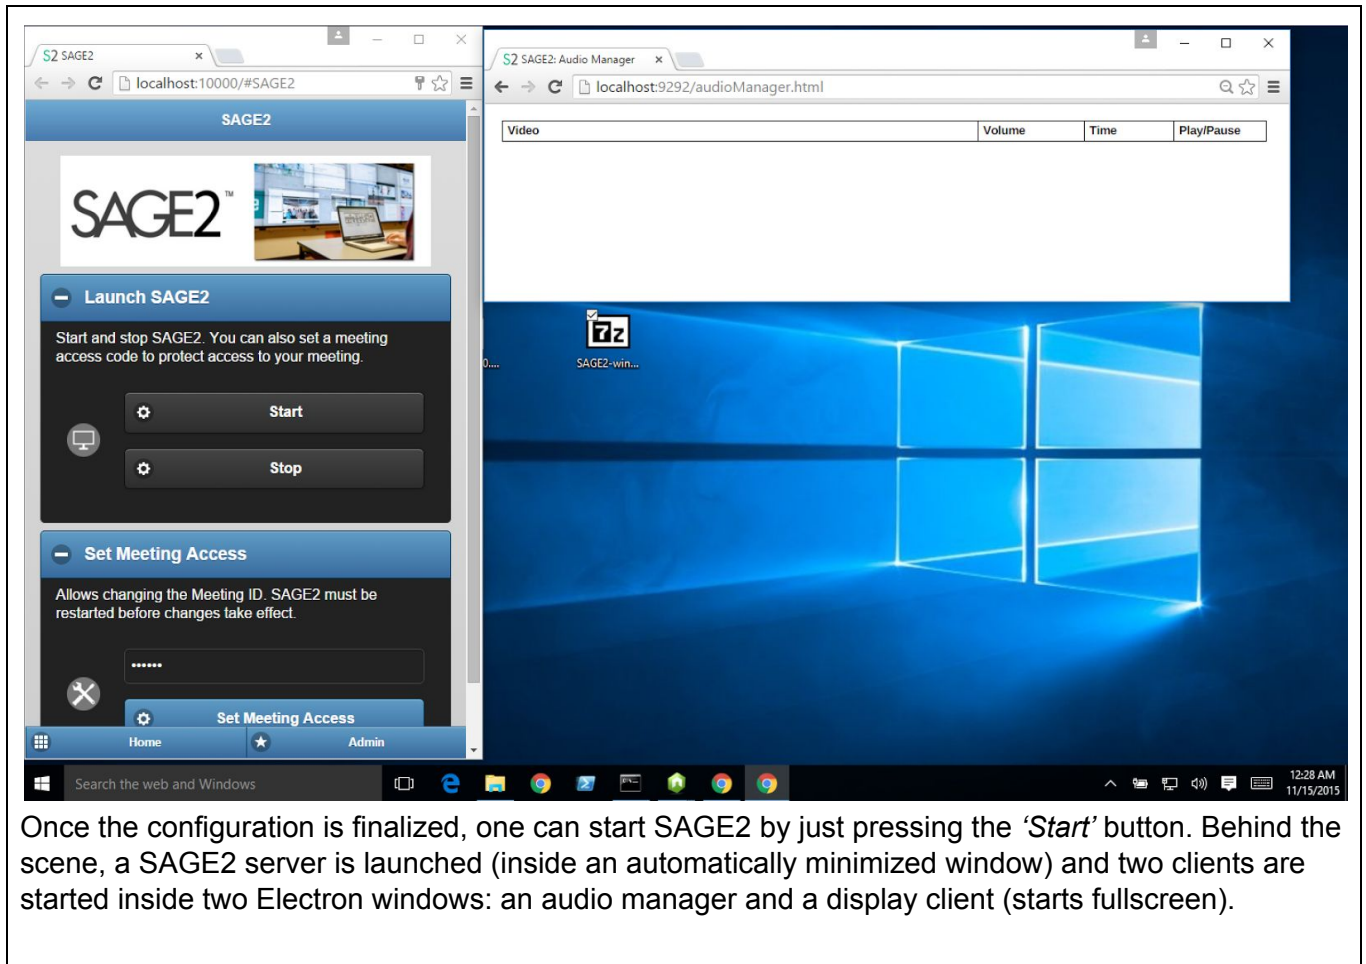 S2 SAGE2
localhost:10000/#SAGE2
SAGE2
SAGE2™
Launch SAGE2
Start and stop SAGE2. You can also set a meeting
access code to protect access to your meeting.
Start
Stop
Set Meeting Access
Allows changing the Meeting ID. SAGE2 must be
restarted before changes take effect.
••••••
Set Meeting Access
Home
Admin
S2 SAGE2: Audio Manager
localhost:9292/audioManager.html
Video Volume Time Play/Pause
0....
7z
SAGE2-win...
Search the web and Windows
12:28 AM
11/15/2015
Once the configuration is finalized, one can start SAGE2 by just pressing the ‘Start’ button. Behind the
scene, a SAGE2 server is launched (inside an automatically minimized window) and two clients are
started inside two Electron windows: an audio manager and a display client (starts fullscreen).